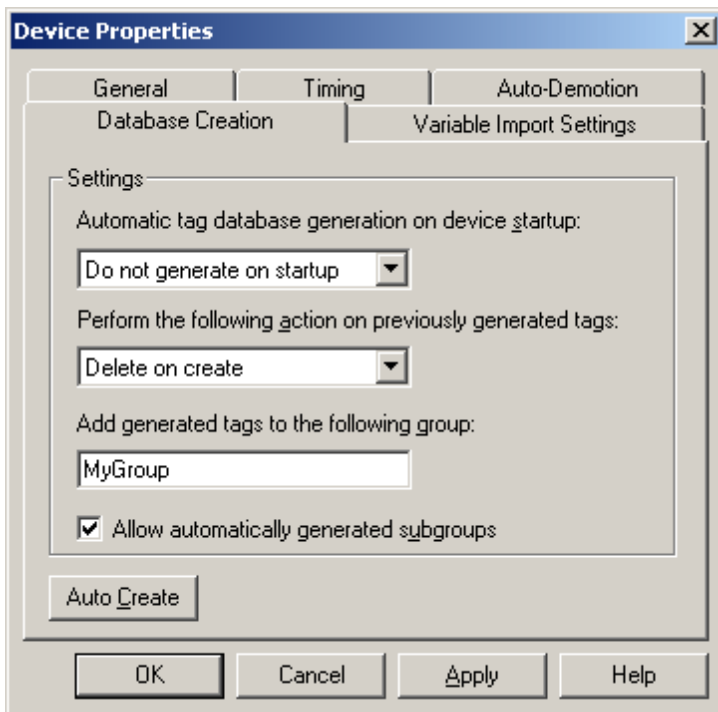 Device Properties
General Timing Auto-Demotion
Database Creation Variable Import Settings
Settings
Automatic tag database generation on device startup:
Do not generate on startup
Perform the following action on previously generated tags:
Delete on create
Add generated tags to the following group:
MyGroup
Allow automatically generated subgroups
Auto Create
OK Cancel Apply Help